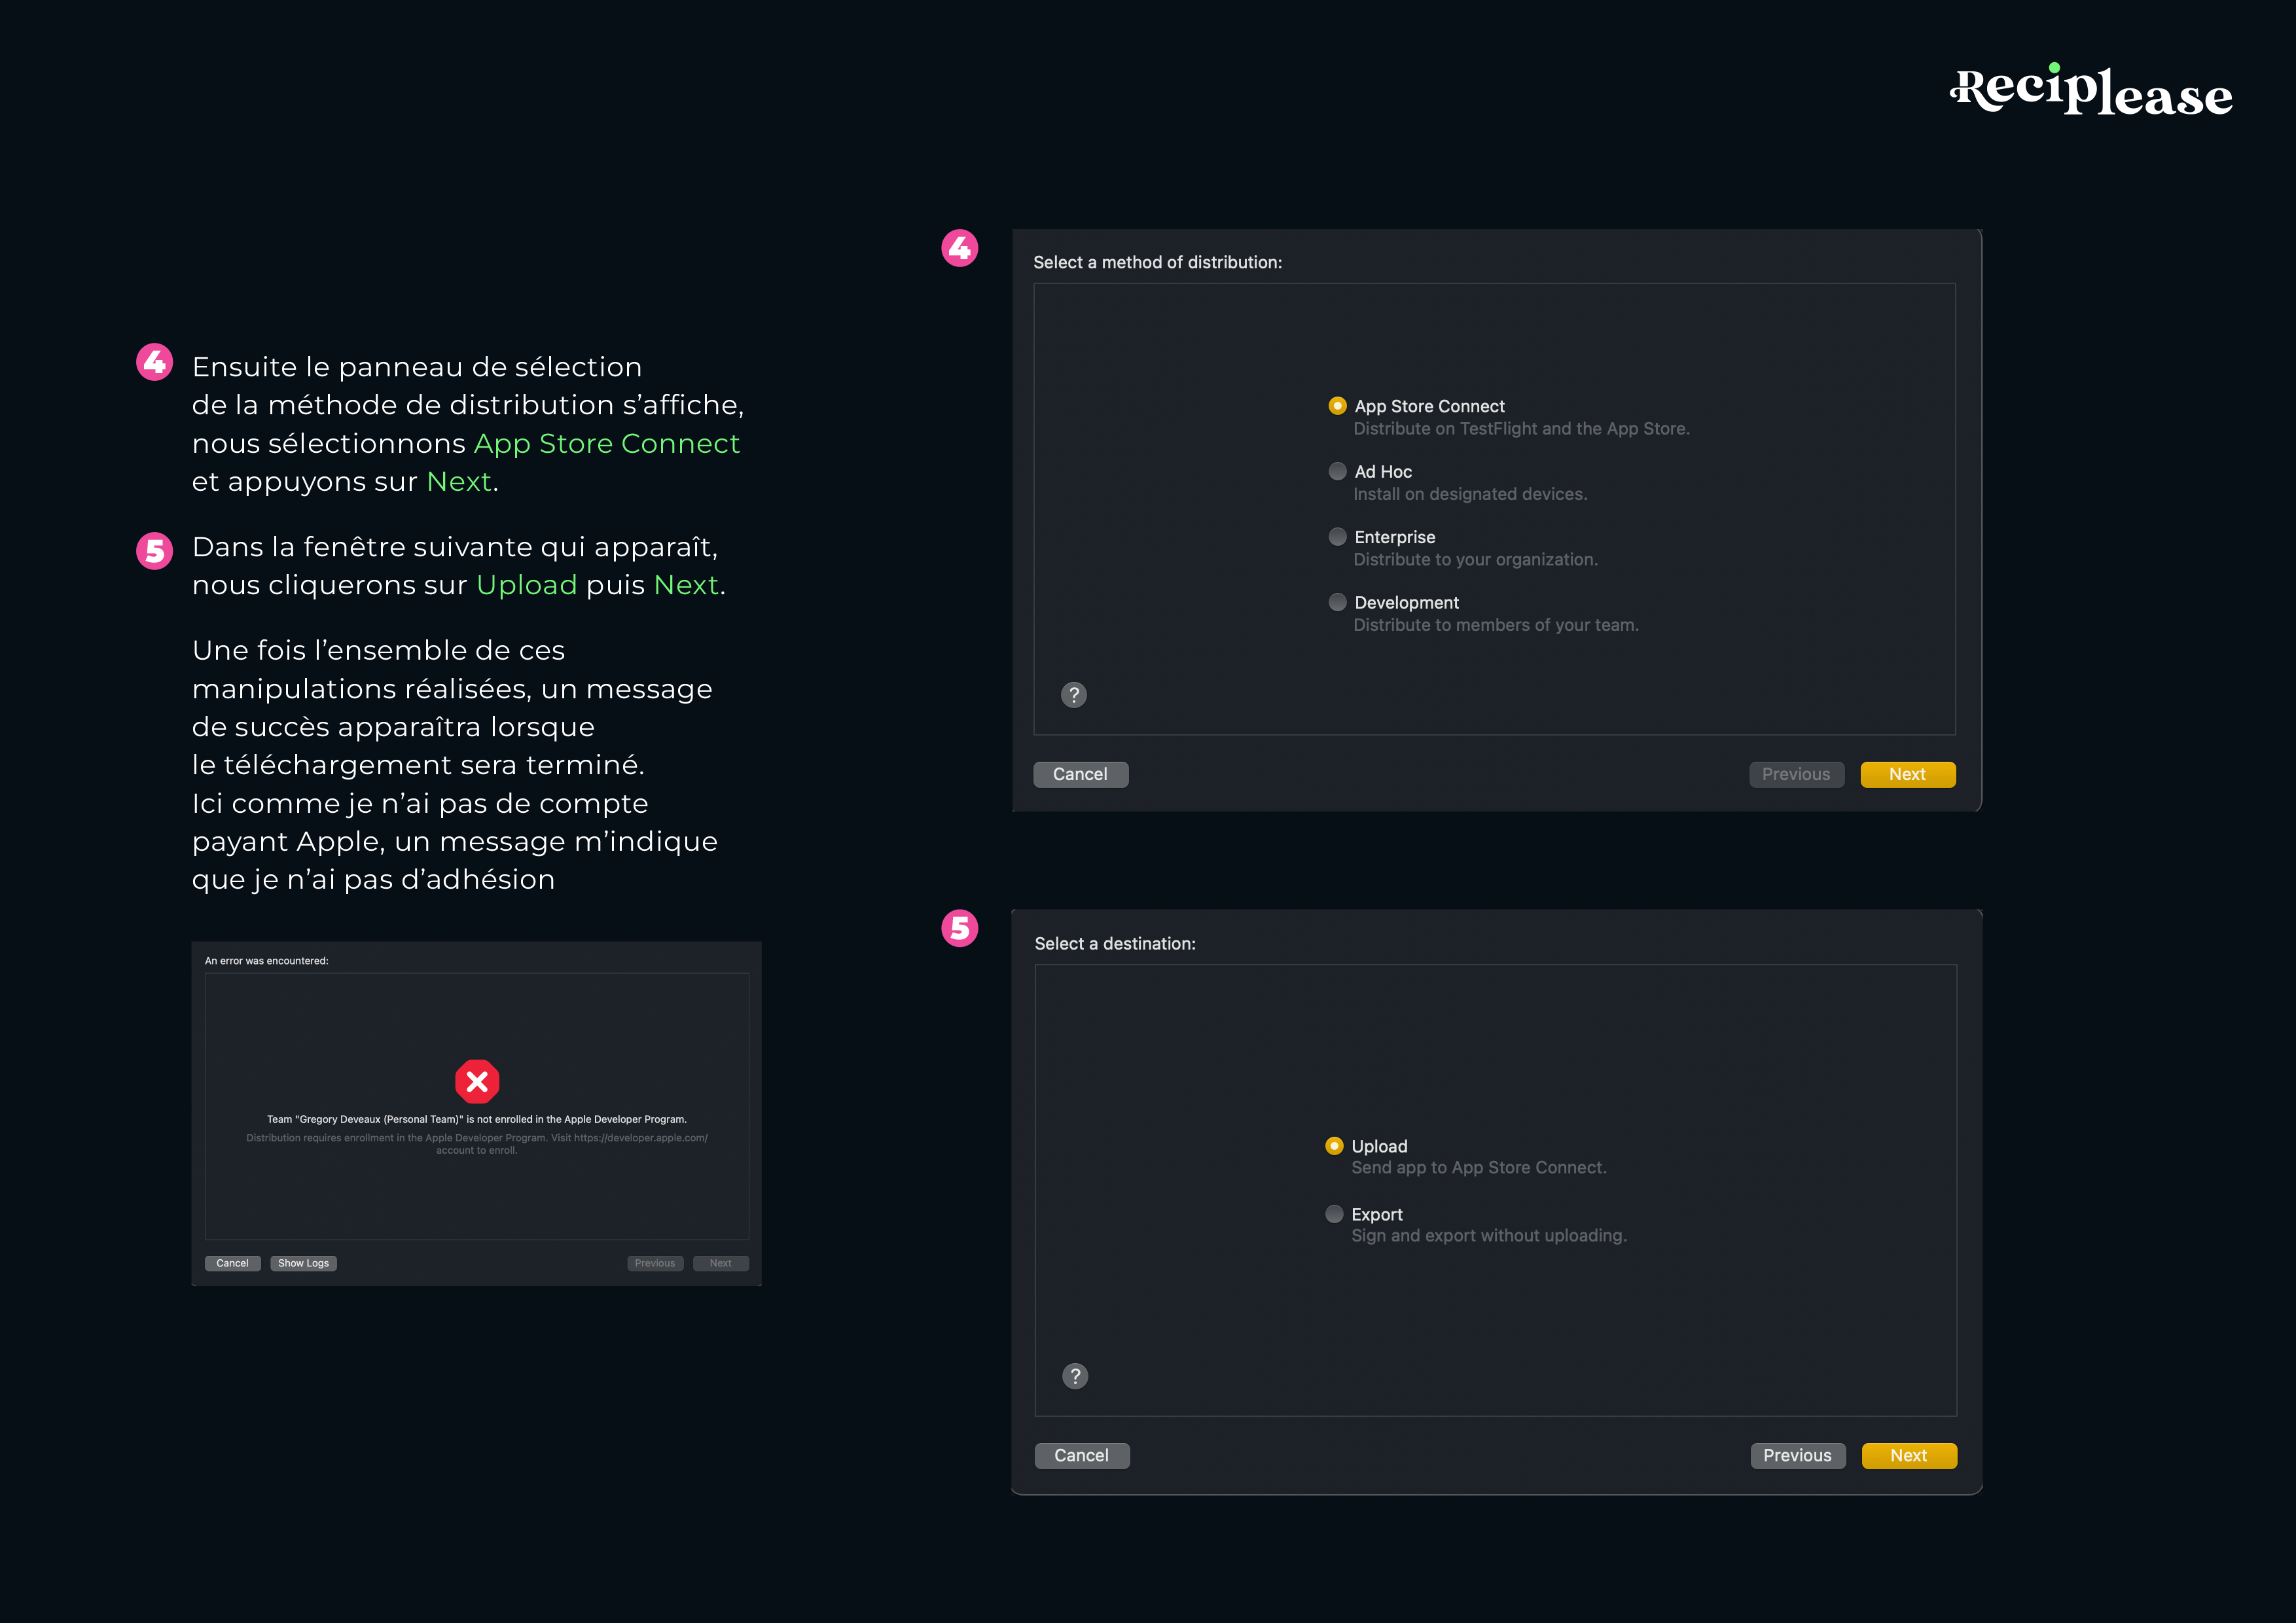 Reciplease
4 Ensuite le panneau de sélection
de la méthode de distribution s’affiche,
nous sélectionnons App Store Connect
et appuyons sur Next.
5 Dans la fenêtre suivante qui apparaît,
nous cliquerons sur Upload puis Next.
Une fois l’ensemble de ces
manipulations réalisées, un message
de succès apparaîtra lorsque
le téléchargement sera terminé.
Ici comme je n’ai pas de compte
payant Apple, un message m’indique
que je n’ai pas d’adhésion
An error was encountered:
Team "Gregory Deveaux (Personal Team)" is not enrolled in the Apple Developer Program.
Distribution requires enrollment in the Apple Developer Program. Visit https://developer.apple.com/
account to enroll.
Cancel Show Logs Previous Next
4
Select a method of distribution:
App Store Connect
Distribute on TestFlight and the App Store.
Ad Hoc
Install on designated devices.
Enterprise
Distribute to your organization.
Development
Distribute to members of your team.
?
Cancel Previous Next
5
Select a destination:
Upload
Send app to App Store Connect.
Export
Sign and export without uploading.
?
Cancel Previous Next